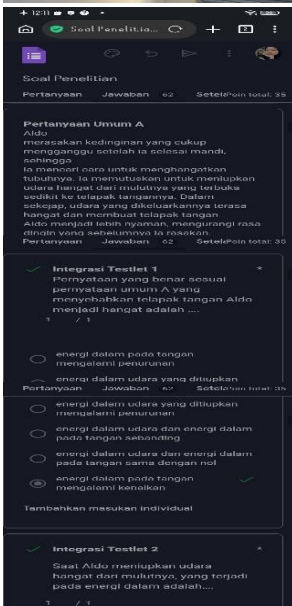 12:11
Soal Penelitia...
2
Soal Penelitian
Pertanyaan Jawaban 62 Setela Poin total: 35
Pertanyaan Umum A
Aldo
merasakan kedinginan yang cukup
mengganggu setelah ia selesai mandi,
sehingga
ia mencari cara untuk menghangatkan
tubuhnya. Ia memutuskan untuk meniupkan
udara hangat dari mulutnya yang terbuka
sedikit ke telapak tangannya. Dalam
sekejap, udara yang dikeluarkannya terasa
hangat dan membuat telapak tangan
Aldo menjadi lebih nyaman, mengurangi rasa
dingin yang sebelumnya ia rasakan.
Pertanyaan Jawaban 62 Setela Poin total: 35
Integrasi Testlet 1 *
Pernyataan yang benar sesuai
pernyataan umum A yang
menyebabkan telapak tangan Aldo
menjadi hangat adalah ....
1 / 1
energi dalam pada tangan
mengalami penurunan
energi dalam udara yang ditiupkan
Pertanyaan Jawaban 62 Setela Poin total: 35
energi dalam udara yang ditiupkan
mengalami penurunan
energi dalam udara dan energi dalam
pada tangan sebanding
energi dalam udara dan energi dalam
pada tangan sama dengan nol
energi dalam pada tangan
mengalami kenaikan
Tambahkan masukan individual
Integrasi Testlet 2 *
Saat Aldo meniupkan udara
hangat dari mulutnya, yang terjadi
pada energi dalam adalah....
1 / 1